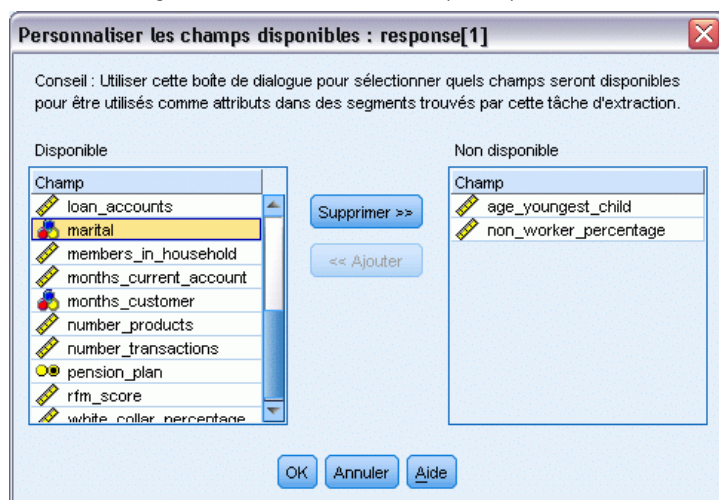 Personnaliser les champs disponibles : response[1]
Conseil : Utiliser cette boîte de dialogue pour sélectionner quels champs seront disponibles
pour être utilisés comme attributs dans des segments trouvés par cette tâche d'extraction.
Disponible
Champ
loan_accounts
marital
members_in_household
months_current_account
months_customer
number_products
number_transactions
pension_plan
rfm_score
white_collar_percentage
Supprimer >>
<< Ajouter
Non disponible
Champ
age_youngest_child
non_worker_percentage
OK
Annuler
Aide